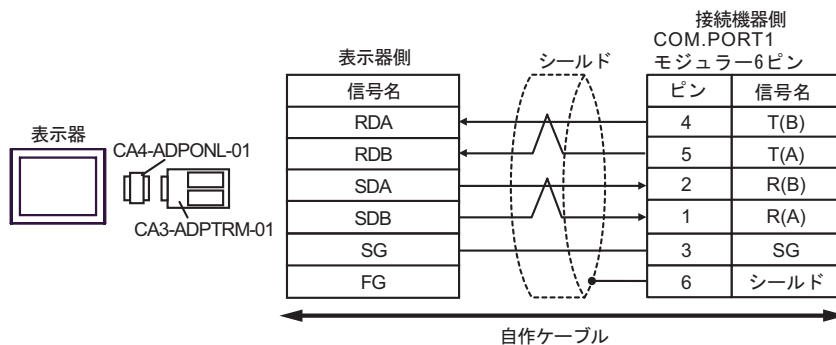 表示器
CA4-ADPONL-01
CA3-ADPTRM-01
表示器側
信号名
RDA
RDB
SDA
SDB
SG
FG
シールド
接続機器側
COM.PORT1
モジュラー6ピン
ピン 信号名
4 T(B)
5 T(A)
2 R(B)
1 R(A)
3 SG
6 シールド
自作ケーブル